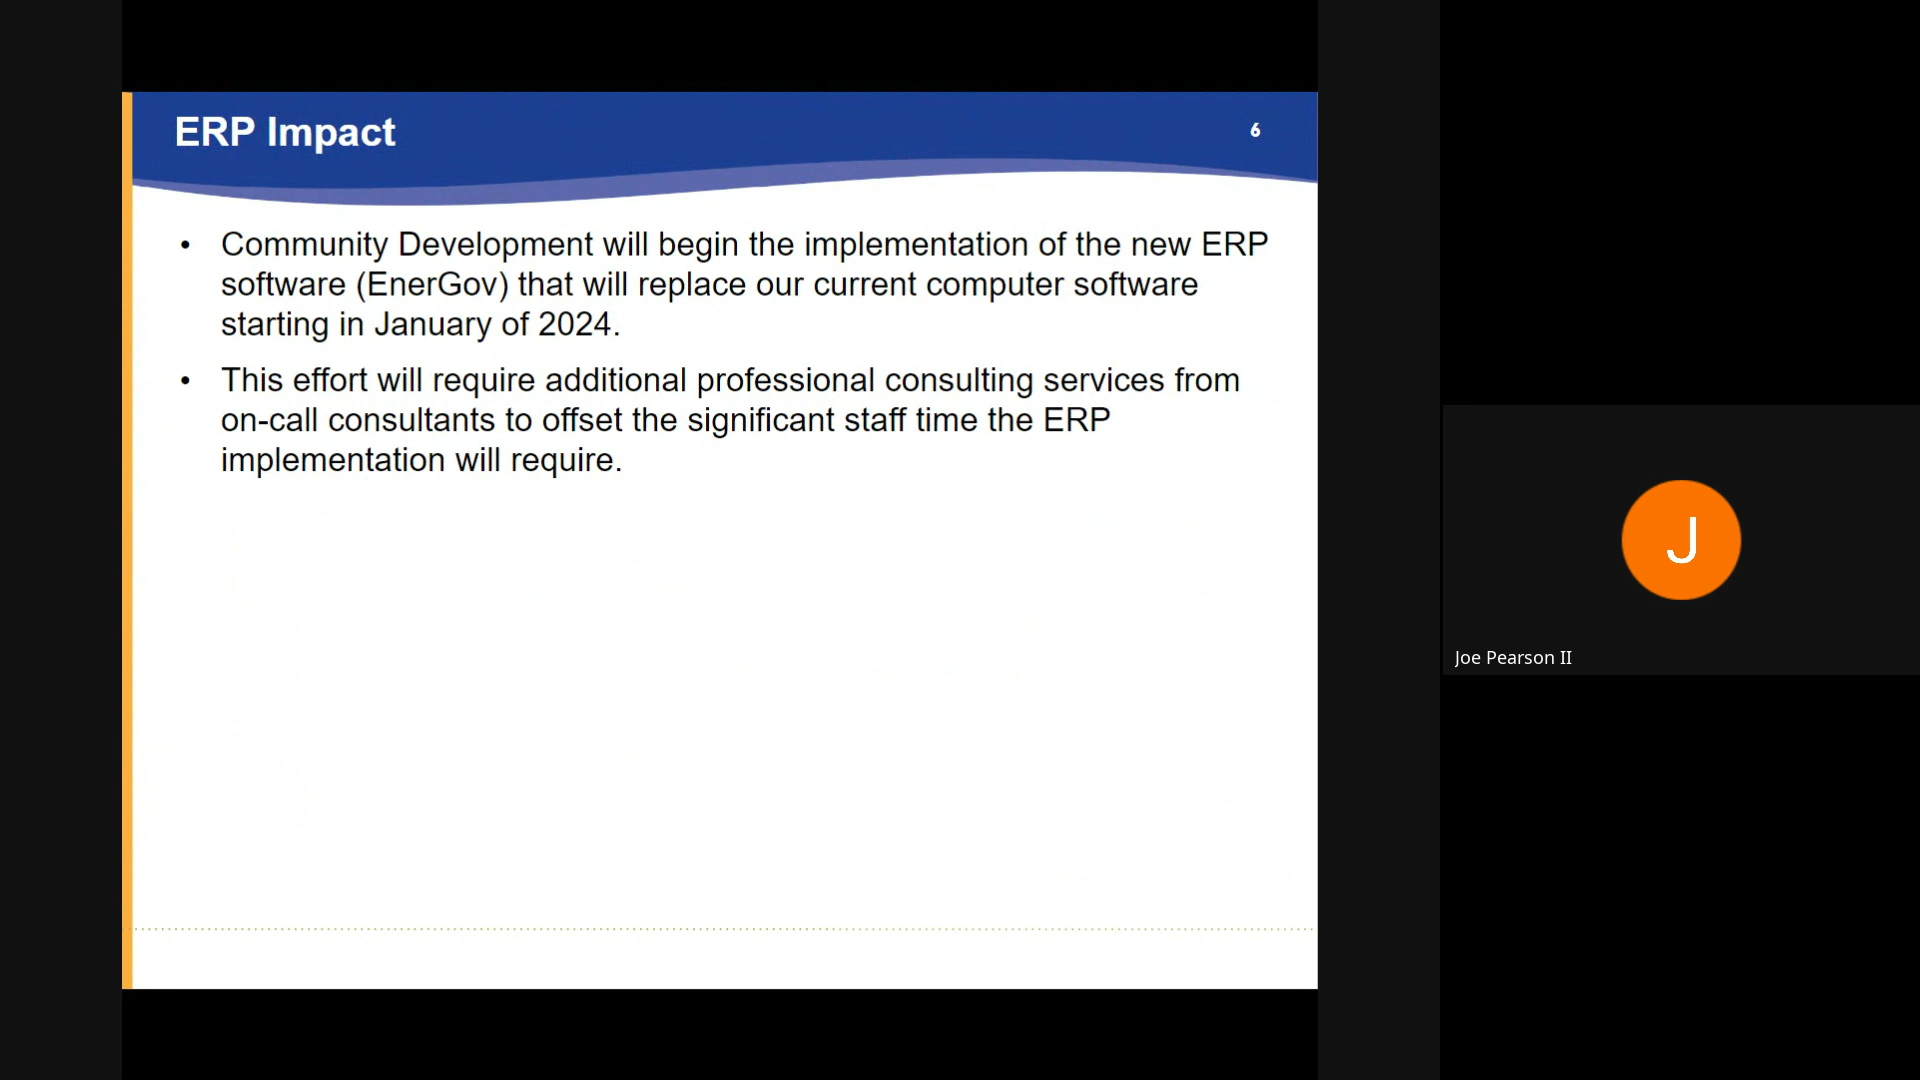 ERP Impact
6
• Community Development will begin the implementation of the new ERP
software (EnerGov) that will replace our current computer software
starting in January of 2024.
• This effort will require additional professional consulting services from
on-call consultants to offset the significant staff time the ERP
implementation will require.
J
Joe Pearson II